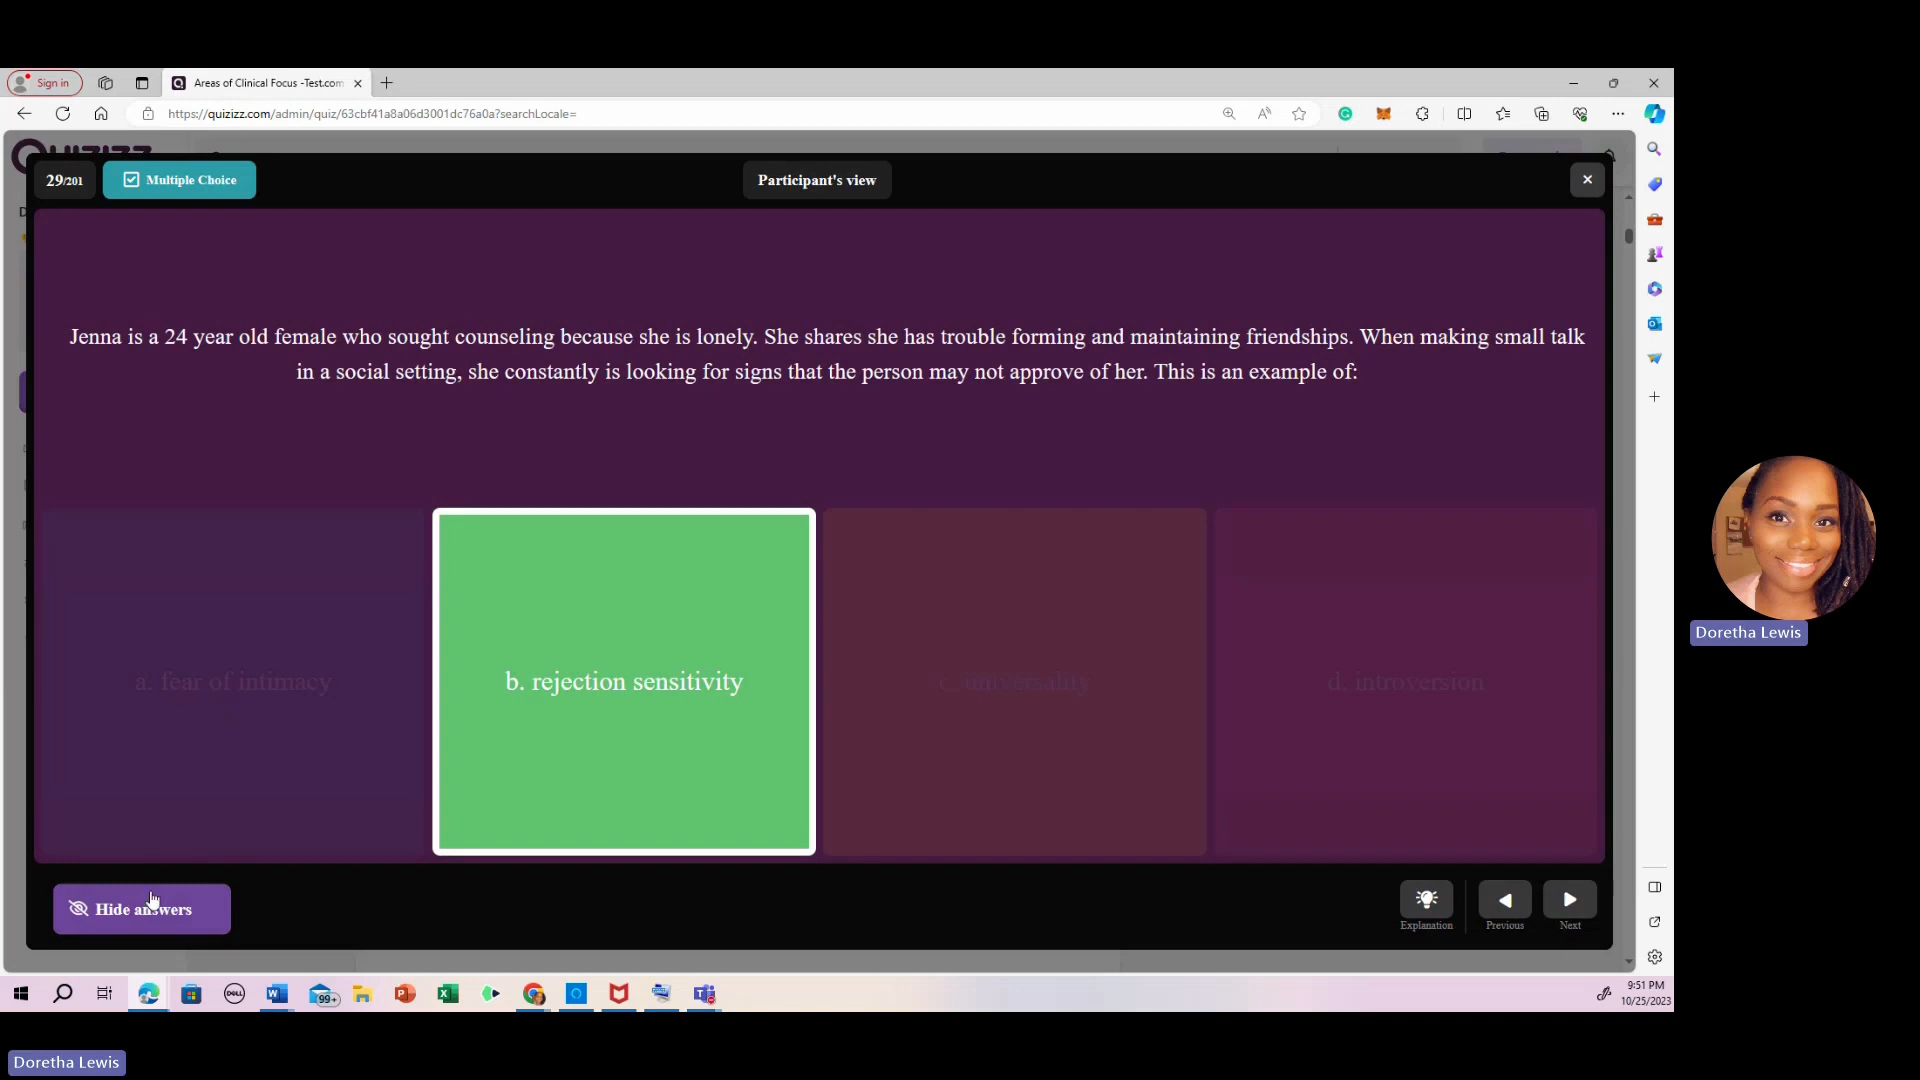 Sign in
Areas of Clinical Focus -Test.com
https://quizizz.com/admin/quiz/63cbf41a8a06d3001dc76a0a?searchLocale=
29/201
Multiple Choice
Participant's view
Jenna is a 24 year old female who sought counseling because she is lonely. She shares she has trouble forming and maintaining friendships. When making small talk
in a social setting, she constantly is looking for signs that the person may not approve of her. This is an example of:
a. fear of intimacy
b. rejection sensitivity
c. universality
d. introversion
Doretha Lewis
Hide answers
Explanation
Previous
Next
DELL
99+
9:51 PM
10/25/2023
Doretha Lewis